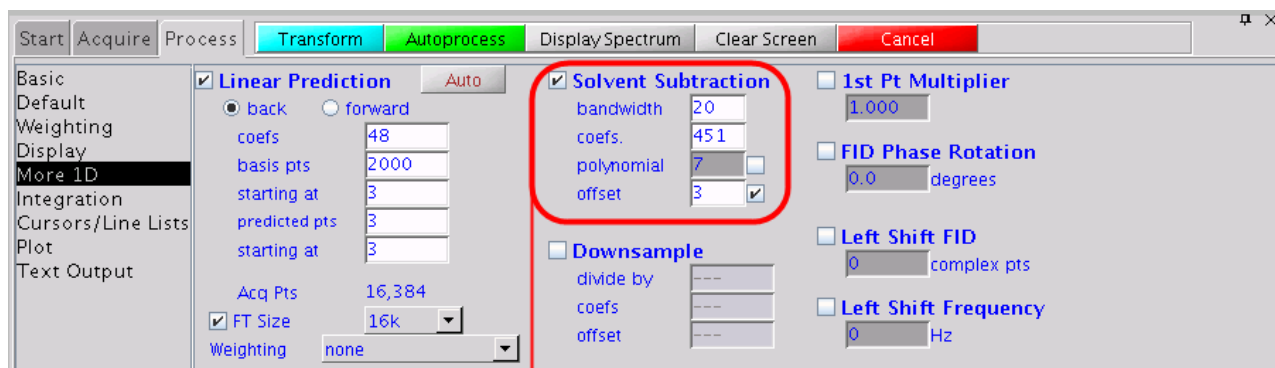 Start Acquire Process Transform Autoprocess Display Spectrum Clear Screen Cancel
Basic
Default
Weighting
Display
More 1D
Integration
Cursors/Line Lists
Plot
Text Output
Linear Prediction Auto
back forward
coefs 48
basis pts 2000
starting at 3
predicted pts 3
starting at 3
Acq Pts 16,384
FT Size 16k
Weighting none
Solvent Subtraction
bandwidth 20
coefs. 451
polynomial 7
offset 3
Downsample
divide by ---
coefs ---
offset ---
1st Pt Multiplier
1.000
FID Phase Rotation
0.0 degrees
Left Shift FID
0 complex pts
Left Shift Frequency
0 Hz